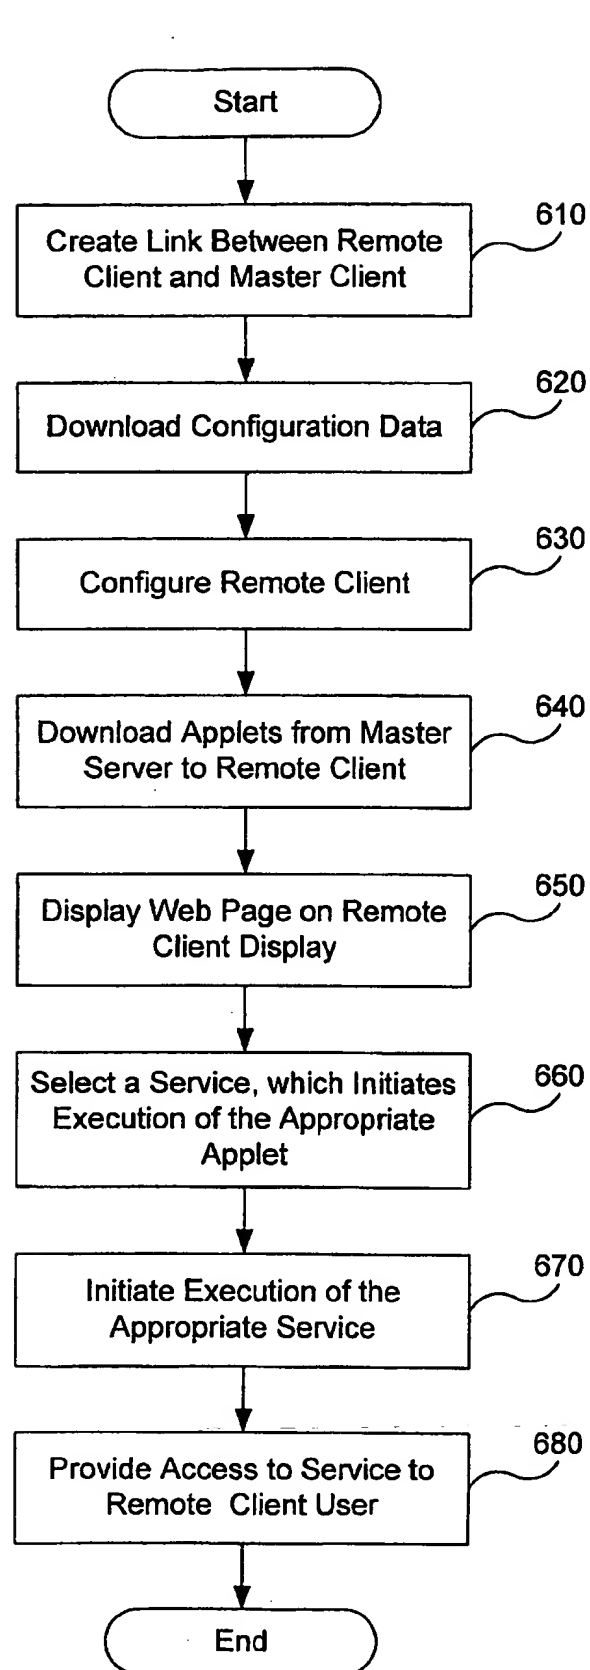 Start
610
Create Link Between Remote
Client and Master Client
620
Download Configuration Data
630
Configure Remote Client
640
Download Applets from Master
Server to Remote Client
650
Display Web Page on Remote
Client Display
660
Select a Service, which Initiates
Execution of the Appropriate
Applet
670
Initiate Execution of the
Appropriate Service
680
Provide Access to Service to
Remote Client User
End